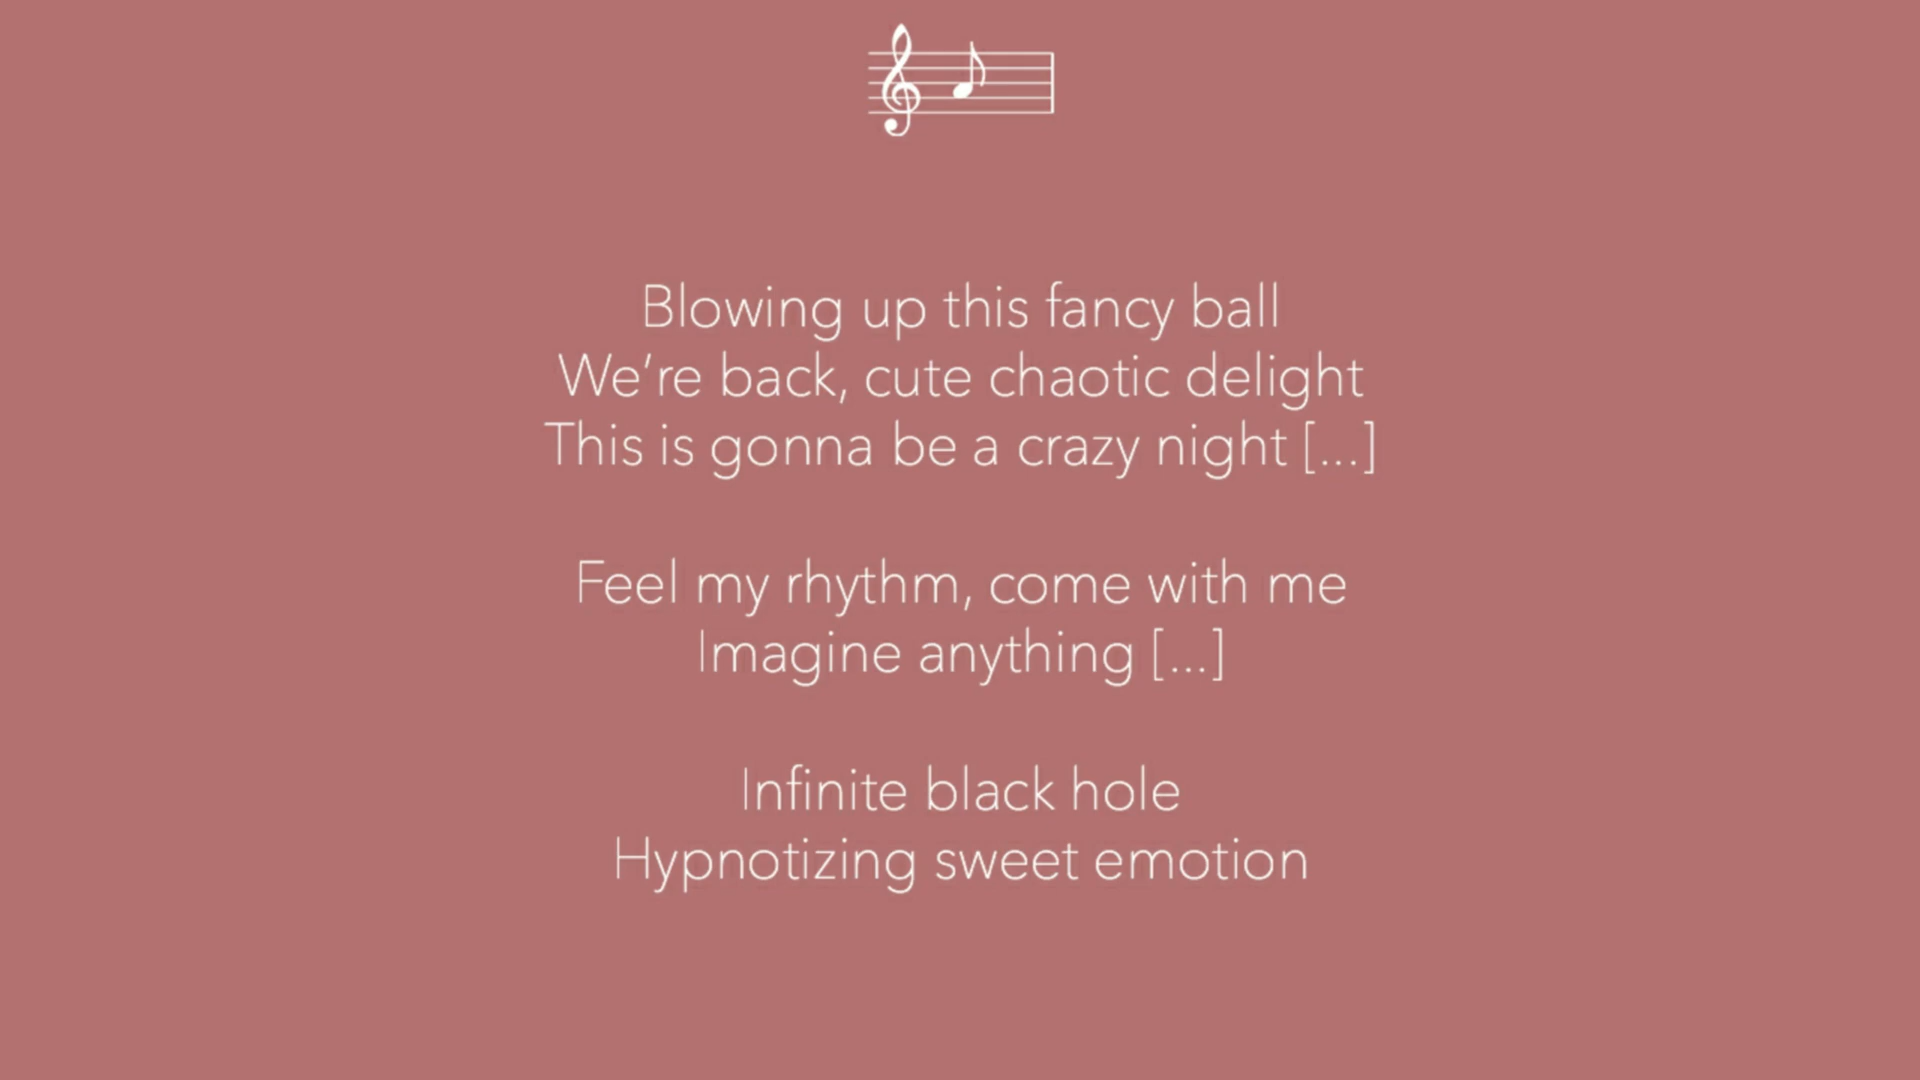 Blowing up this fancy ball
We’re back, cute chaotic delight
This is gonna be a crazy night [...]
Feel my rhythm, come with me
Imagine anything [...]
Infinite black hole
Hypnotizing sweet emotion